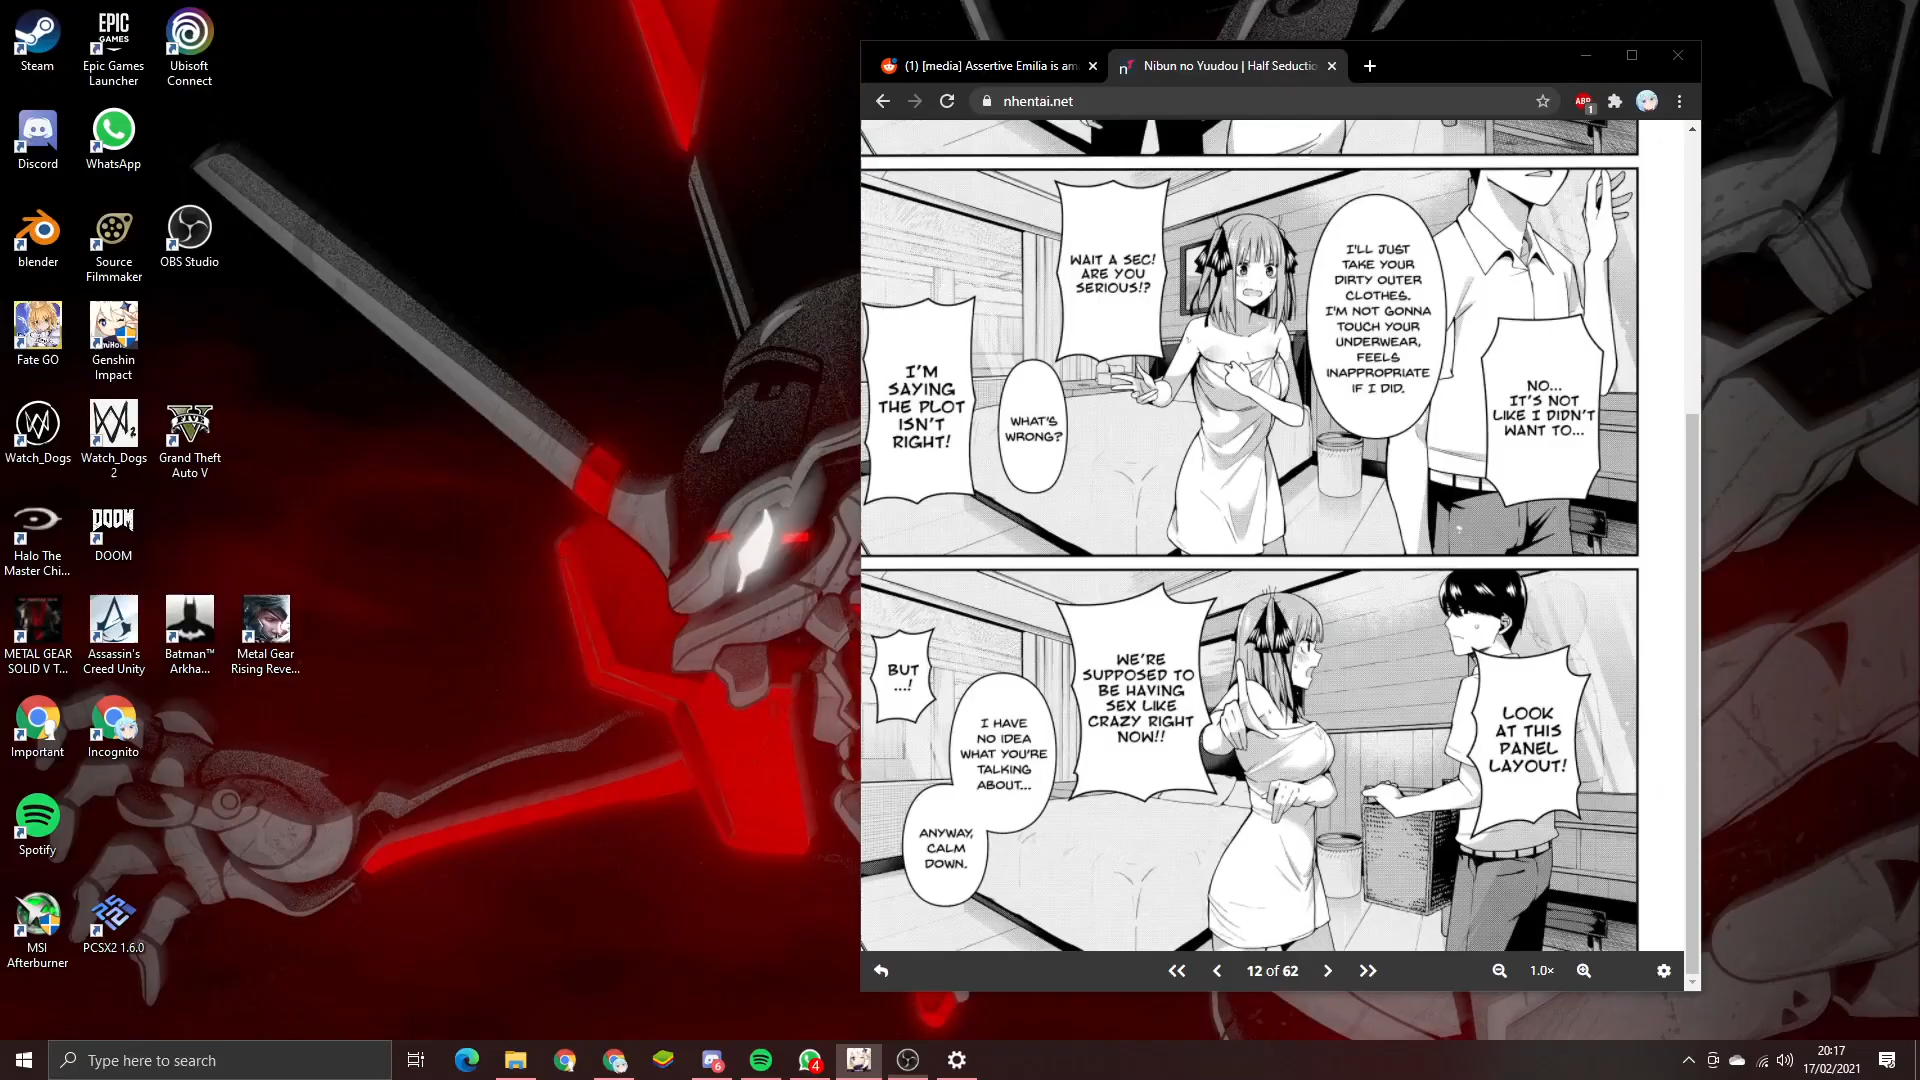 Steam
Epic Games
Launcher
Ubisoft
Connect
Discord
WhatsApp
blender
Source
Filmmaker
OBS Studio
Fate GO
Genshin
Impact
Watch_Dogs
Watch_Dogs
2
Grand Theft
Auto V
Halo The
Master Chi...
DOOM
METAL GEAR
SOLID V T...
Assassin's
Creed Unity
Batman™
Arkha...
Metal Gear
Rising Reve...
Important
Incognito
Spotify
MSI
Afterburner
PCSX2 1.6.0
(1) [media] Assertive Emilia is am
Nibun no Yuudou | Half Seductio
nhentai.net
NO...
IT'S NOT
LIKE I DIDN'T
WANT TO...
I'LL JUST
TAKE YOUR
DIRTY OUTER
CLOTHES.
I'M NOT GONNA
TOUCH YOUR
UNDERWEAR,
FEELS
INAPPROPRIATE
IF I DID.
WAIT A SEC!
ARE YOU
SERIOUS!?
WHAT'S
WRONG?
I'M
SAYING
THE PLOT
ISN'T
RIGHT!
LOOK
AT THIS
PANEL
LAYOUT!
WE'RE
SUPPOSED TO
BE HAVING
SEX LIKE
CRAZY RIGHT
NOW!!
I HAVE
NO IDEA
WHAT YOU'RE
TALKING
ABOUT...
ANYWAY,
CALM
DOWN.
BUT
...!
12 of 62
1.0×
Type here to search
6
4
20:17
17/02/2021